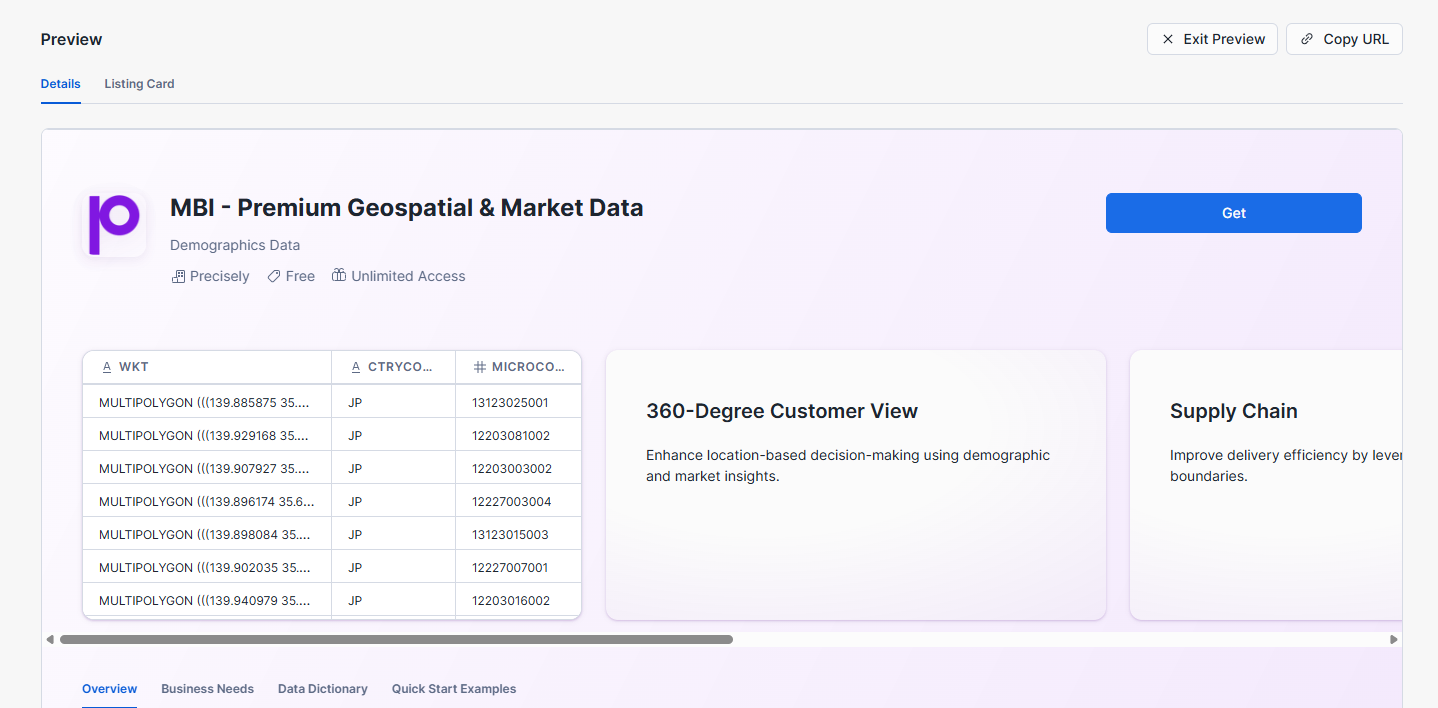 Preview
Exit Preview
Copy URL
Details
Listing Card
MBI - Premium Geospatial & Market Data
Get
Demographics Data
Precisely
Free
Unlimited Access
WKT CTRYCO... MICROCO...
MULTIPOLYGON (((139.885875 35.... JP 13123025001
MULTIPOLYGON (((139.929168 35.... JP 12203081002
MULTIPOLYGON (((139.907927 35.... JP 12203003002
MULTIPOLYGON (((139.896174 35.6... JP 12227003004
MULTIPOLYGON (((139.898084 35.... JP 13123015003
MULTIPOLYGON (((139.902035 35.... JP 12227007001
MULTIPOLYGON (((139.940979 35.... JP 12203016002
360-Degree Customer View
Enhance location-based decision-making using demographic
and market insights.
Supply Chain
Improve delivery efficiency by lever
boundaries.
Overview
Business Needs
Data Dictionary
Quick Start Examples